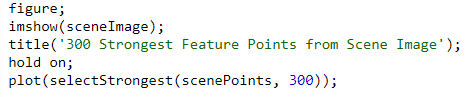 figure;
imshow(sceneImage);
title('300 Strongest Feature Points from Scene Image');
hold on;
plot(selectStrongest(scenePoints, 300));